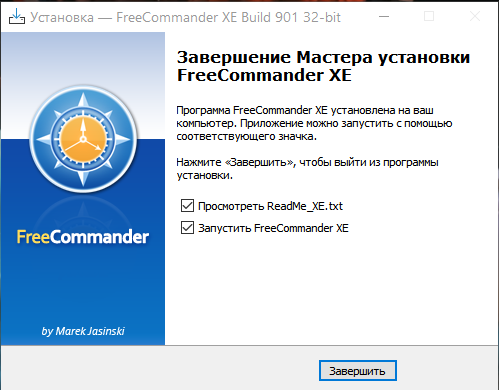 Установка — FreeCommander XE Build 901 32-bit
Завершение Мастера установки
FreeCommander XE
Программа FreeCommander XE установлена на ваш
компьютер. Приложение можно запустить с помощью
соответствующего значка.
Нажмите «Завершить», чтобы выйти из программы
установки.
Просмотреть ReadMe_XE.txt
Запустить FreeCommander XE
FreeCommander
by Marek Jasinski
Завершить